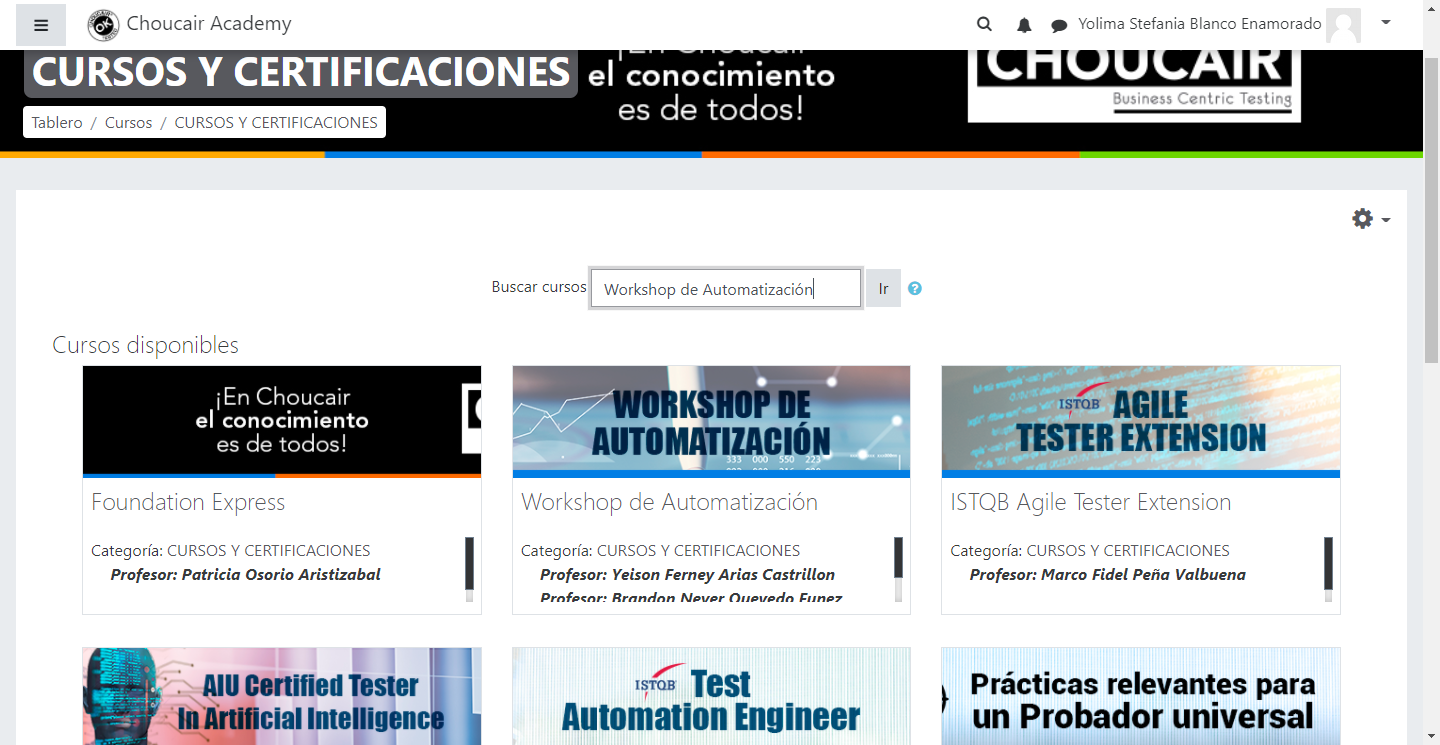 Choucair Academy
Yolima Stefania Blanco Enamorado
CURSOS Y CERTIFICACIONES
¡En Choucair
el conocimiento
es de todos!
CHOUCAIR
Business Centric Testing
Tablero / Cursos / CURSOS Y CERTIFICACIONES
Buscar cursos
Workshop de Automatización
Ir
Cursos disponibles
¡En Choucair
el conocimiento
es de todos!
Foundation Express
Categoría: CURSOS Y CERTIFICACIONES
Profesor: Patricia Osorio Aristizabal
WORKSHOP DE
AUTOMATIZACIÓN
333 000 550 223
Workshop de Automatización
Categoría: CURSOS Y CERTIFICACIONES
Profesor: Yeison Ferney Arias Castrillon
Profesor: Brandon Never Quevedo Funez
ISTQB AGILE
TESTER EXTENSION
ISTQB Agile Tester Extension
Categoría: CURSOS Y CERTIFICACIONES
Profesor: Marco Fidel Peña Valbuena
AIU Certified Tester
In Artificial Intelligence
ISTQB Test
Automation Engineer
Prácticas relevantes para
un Probador universal